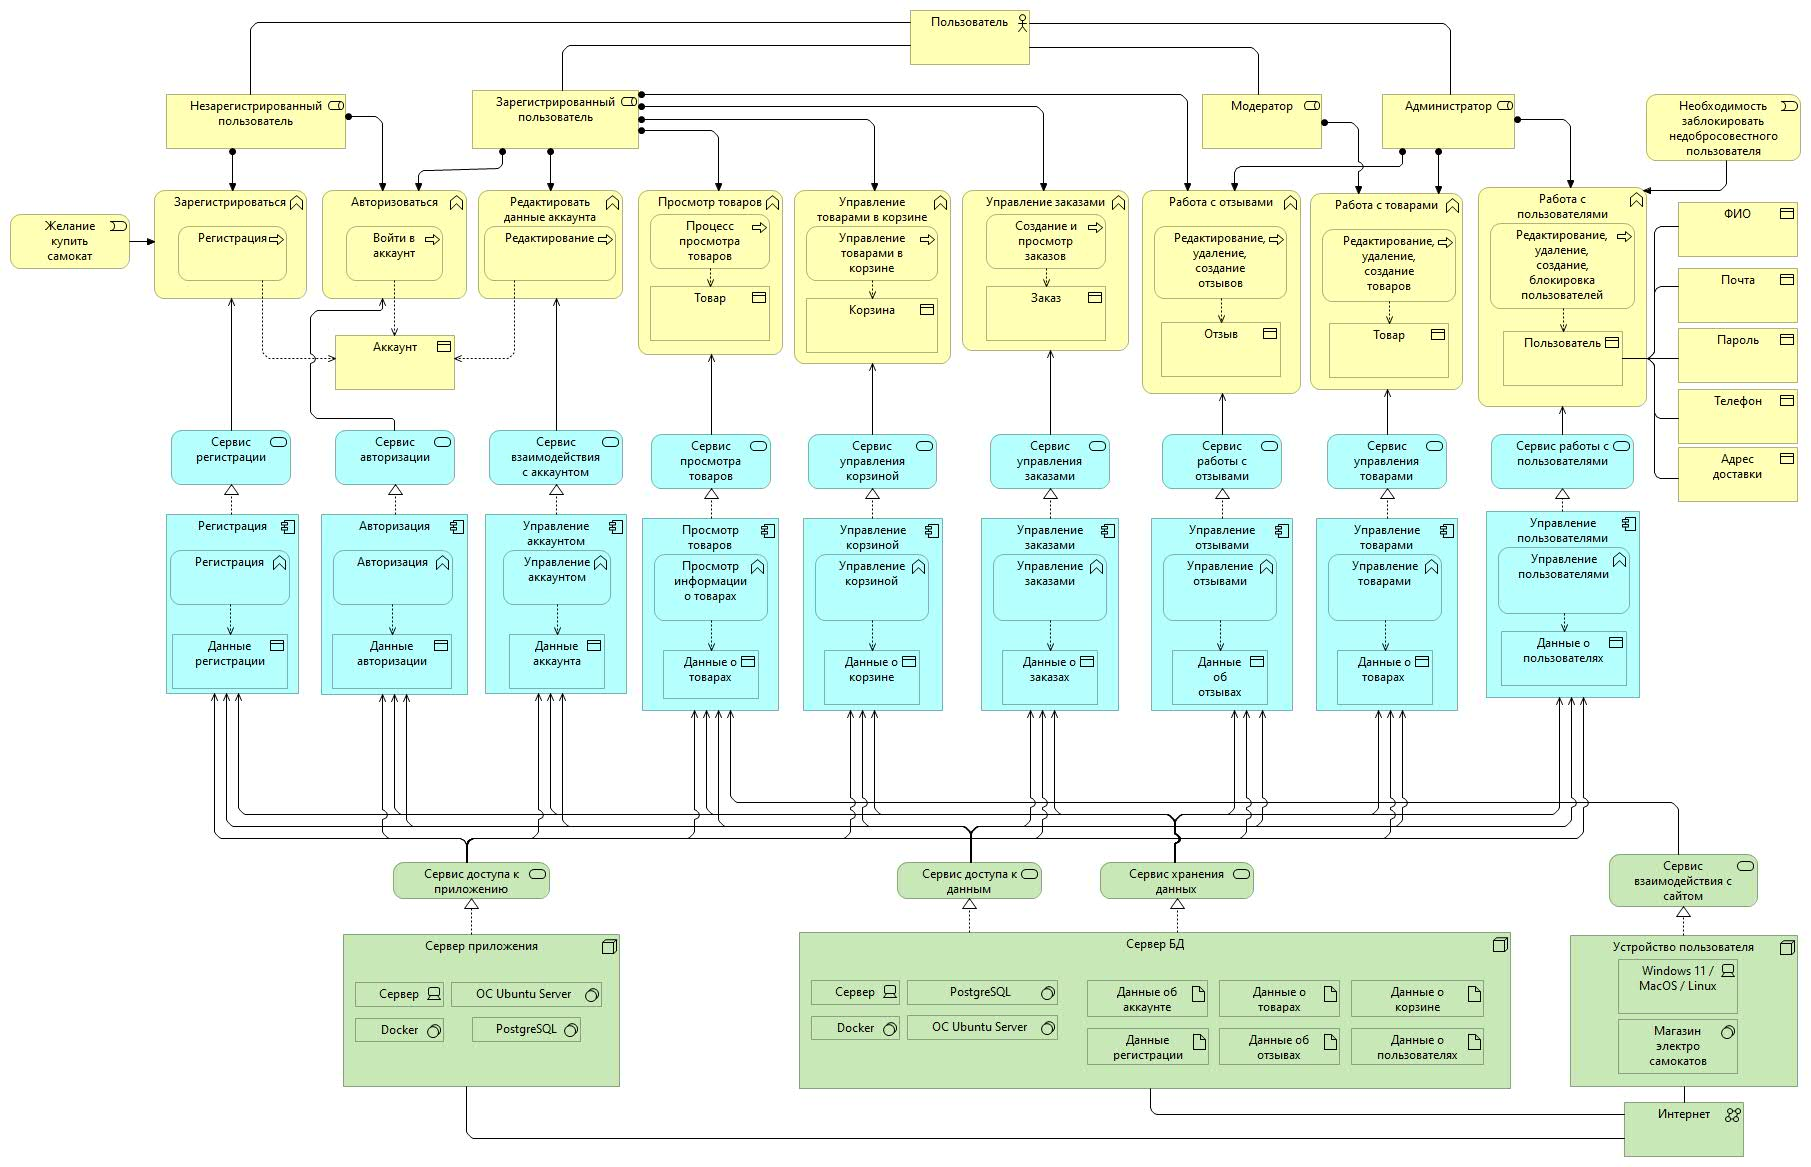 Пользователь
Незарегистрированный
пользователь
Зарегистрированный
пользователь
Модератор
Администратор
Необходимость
заблокировать
недобросовестного
пользователя
Желание
купить
самокат
Зарегистрироваться
Регистрация
Авторизоваться
Войти в
аккаунт
Редактировать
данные аккаунта
Редактирование
Просмотр товаров
Процесс
просмотра
товаров
Товар
Управление
товарами в корзине
Управление
товарами в
корзине
Корзина
Управление заказами
Создание и
просмотр
заказов
Заказ
Работа с отзывами
Редактирование,
удаление,
создание
отзывов
Отзыв
Работа с товарами
Редактирование,
удаление,
создание
товаров
Товар
Работа с
пользователями
Редактирование,
удаление,
создание,
блокировка
пользователей
Пользователь
ФИО
Почта
Пароль
Телефон
Адрес
доставки
Аккаунт
Сервис
регистрации
Сервис
авторизации
Сервис
взаимодействия
с аккаунтом
Сервис
просмотра
товаров
Сервис
управления
корзиной
Сервис
управления
заказами
Сервис
работы с
отзывами
Сервис
управления
товарами
Сервис работы с
пользователями
Регистрация
Регистрация
Данные
регистрации
Авторизация
Авторизация
Данные
авторизации
Управление
аккаунтом
Управление
аккаунтом
Данные
аккаунта
Просмотр
товаров
Просмотр
информации
о товарах
Данные о
товарах
Управление
корзиной
Управление
корзиной
Данные о
корзине
Управление
заказами
Управление
заказами
Данные о
заказах
Управление
отзывами
Управление
отзывами
Данные
об
отзывах
Управление
товарами
Управление
товарами
Данные о
товарах
Управление
пользователями
Управление
пользователями
Данные о
пользователях
Сервис доступа к
приложению
Сервис доступа к
данным
Сервис хранения
данных
Сервис
взаимодействия с
сайтом
Сервер приложения
Сервер
ОС Ubuntu Server
Docker
PostgreSQL
Сервер БД
Сервер
PostgreSQL
Docker
ОС Ubuntu Server
Данные об
аккаунте
Данные о
товарах
Данные о
корзине
Данные
регистрации
Данные об
отзывах
Данные о
пользователях
Устройство пользователя
Windows 11 /
MacOS / Linux
Магазин
электро
самокатов
Интернет